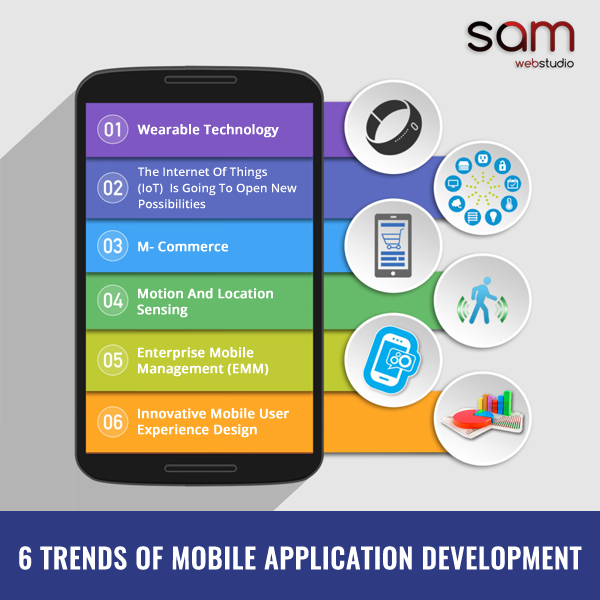 sam
webstudio
01 Wearable Technology
The Internet Of Things
02 (IoT) Is Going To Open New
Possibilities
03 M- Commerce
04 Motion And Location
Sensing
05 Enterprise Mobile
Management (EMM)
06 Innovative Mobile User
Experience Design
6 TRENDS OF MOBILE APPLICATION DEVELOPMENT